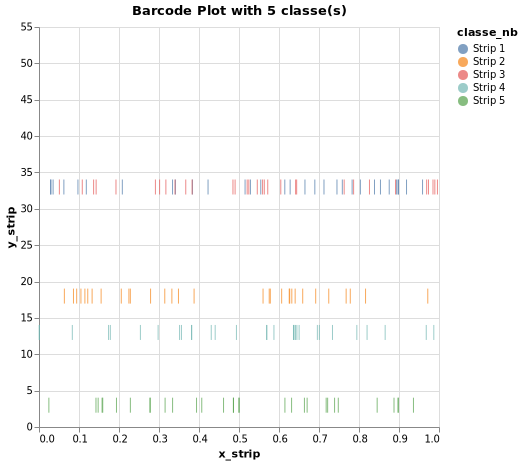 Barcode Plot with 5 classe(s)
classe_nb
Strip 1
Strip 2
Strip 3
Strip 4
Strip 5
y_strip
55
50
45
40
35
30
25
20
15
10
5
0
0.0 0.1 0.2 0.3 0.4 0.5 0.6 0.7 0.8 0.9 1.0
x_strip